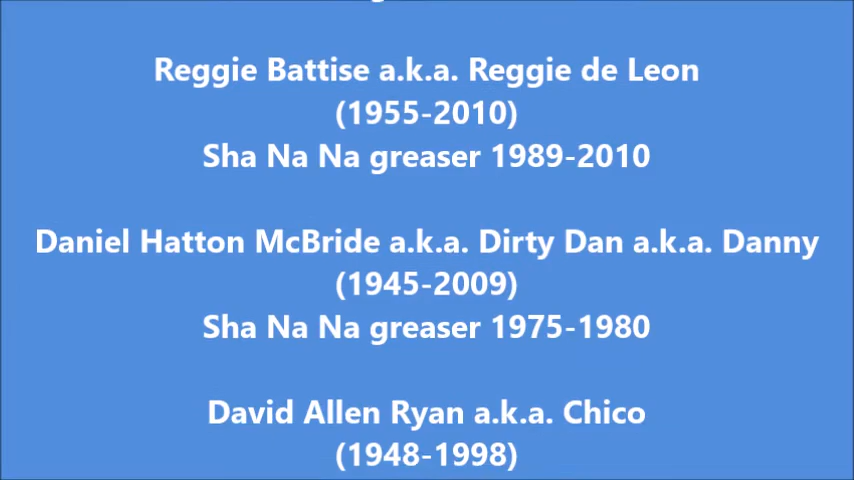 Reggie Battise a.k.a. Reggie de Leon
(1955-2010)
Sha Na Na greaser 1989-2010
Daniel Hatton McBride a.k.a. Dirty Dan a.k.a. Danny
(1945-2009)
Sha Na Na greaser 1975-1980
David Allen Ryan a.k.a. Chico
(1948-1998)